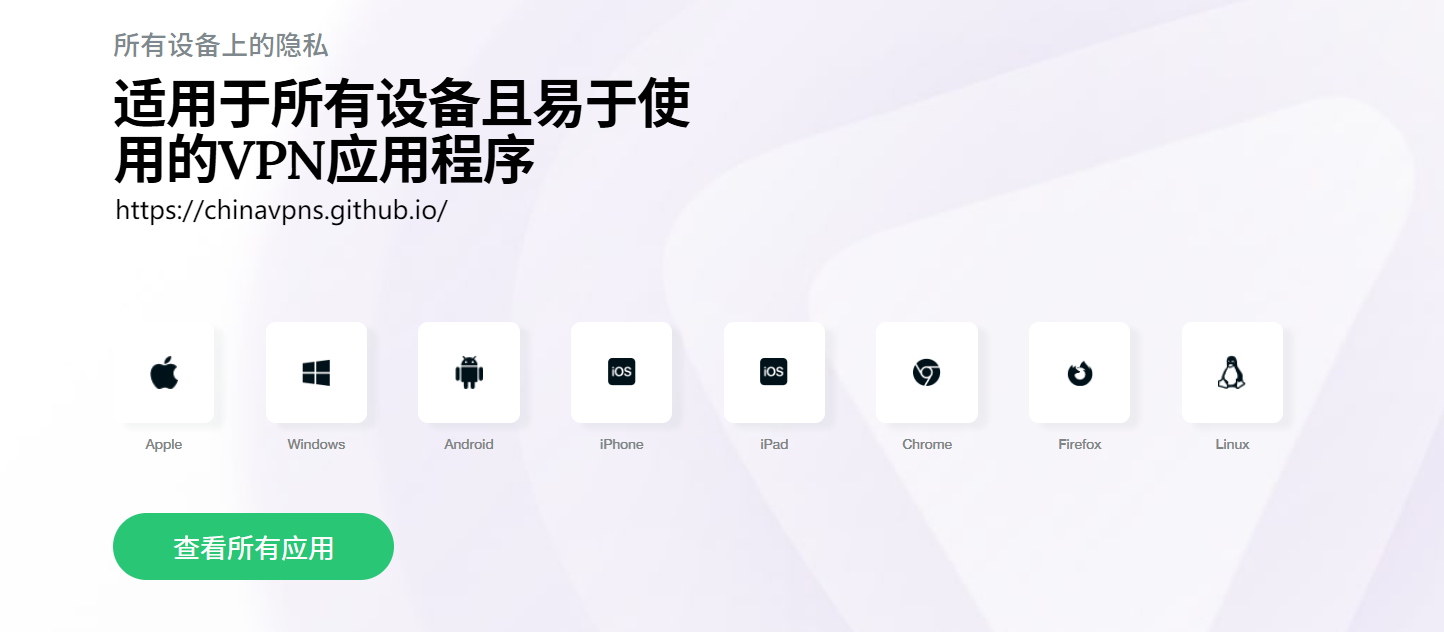 所有设备上的隐私
适用于所有设备且易于使
用的VPN应用程序
https://chinavpns.github.io/
iOS iOS
Apple Windows Android iPhone iPad Chrome Firefox Linux
查看所有应用